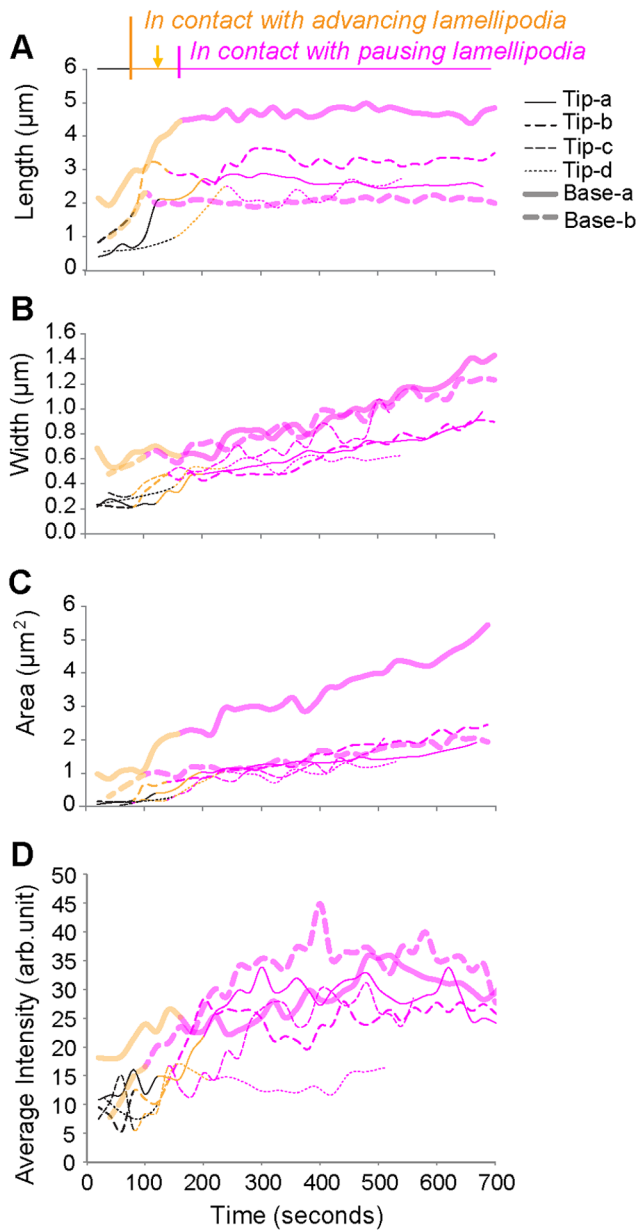 In contact with advancing lamellipodia
In contact with pausing lamellipodia
A
Length (µm)
6
5
4
3
2
1
0
Tip-a
Tip-b
Tip-c
Tip-d
Base-a
Base-b
B
Width (µm)
1.6
1.4
1.2
1.0
0.8
0.6
0.4
0.2
0.0
C
Area (µm²)
6
5
4
3
2
1
0
D
Average Intensity (arb.unit)
50
45
40
35
30
25
20
15
10
5
0
0 100 200 300 400 500 600 700
Time (seconds)